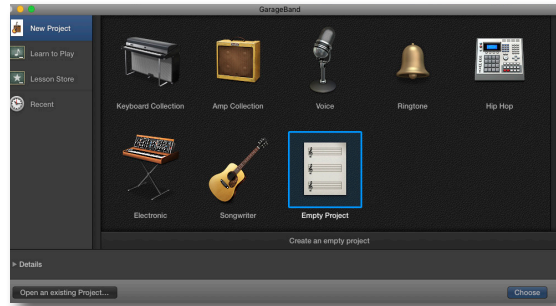 GarageBand
New Project
Learn to Play
Lesson Store
Recent
Keyboard Collection
Amp Collection
Voice
Ringtone
Hip Hop
Electronic
Songwriter
Empty Project
Create an empty project
Details
Open an existing Project...
Choose